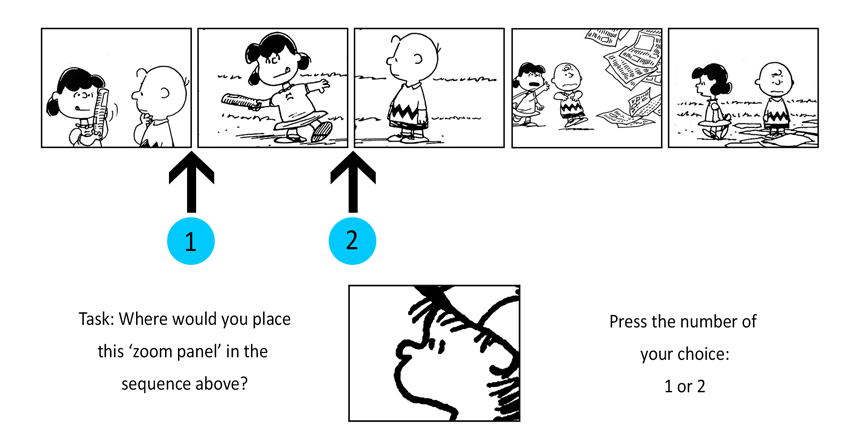 1
2
Task: Where would you place
this ‘zoom panel’ in the
sequence above?
Press the number of
your choice:
1 or 2